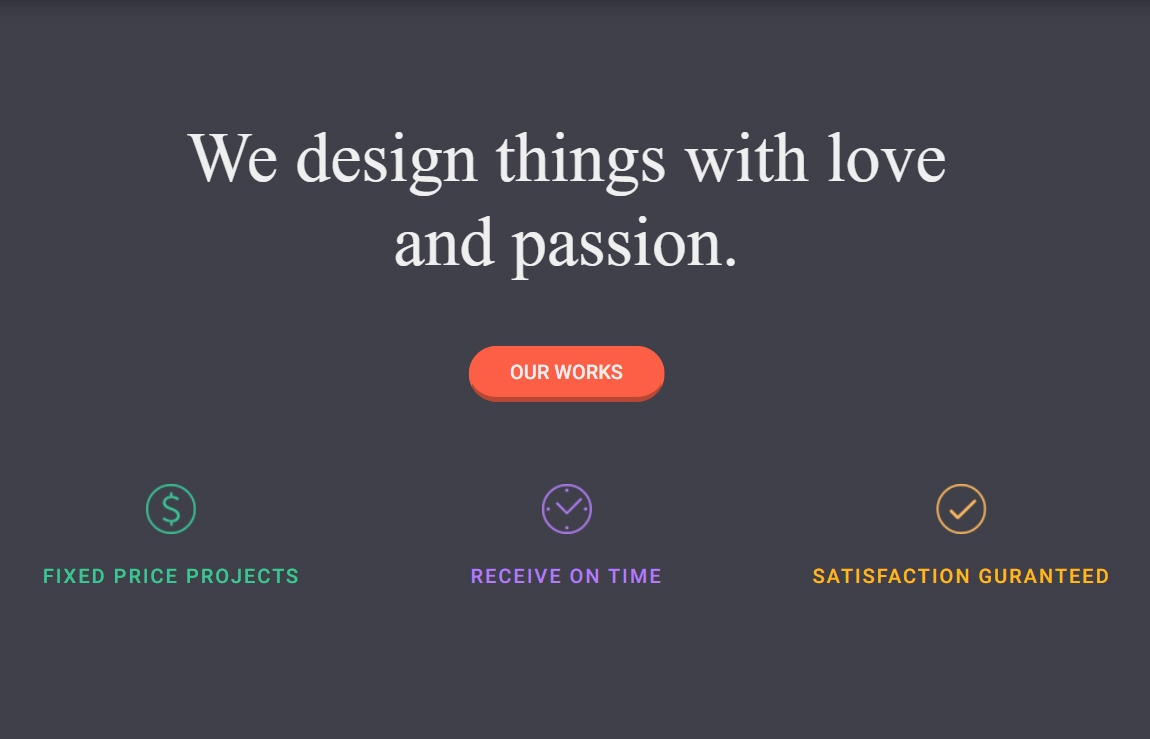 We design things with love
and passion.
OUR WORKS
FIXED PRICE PROJECTS
RECEIVE ON TIME
SATISFACTION GURANTEED